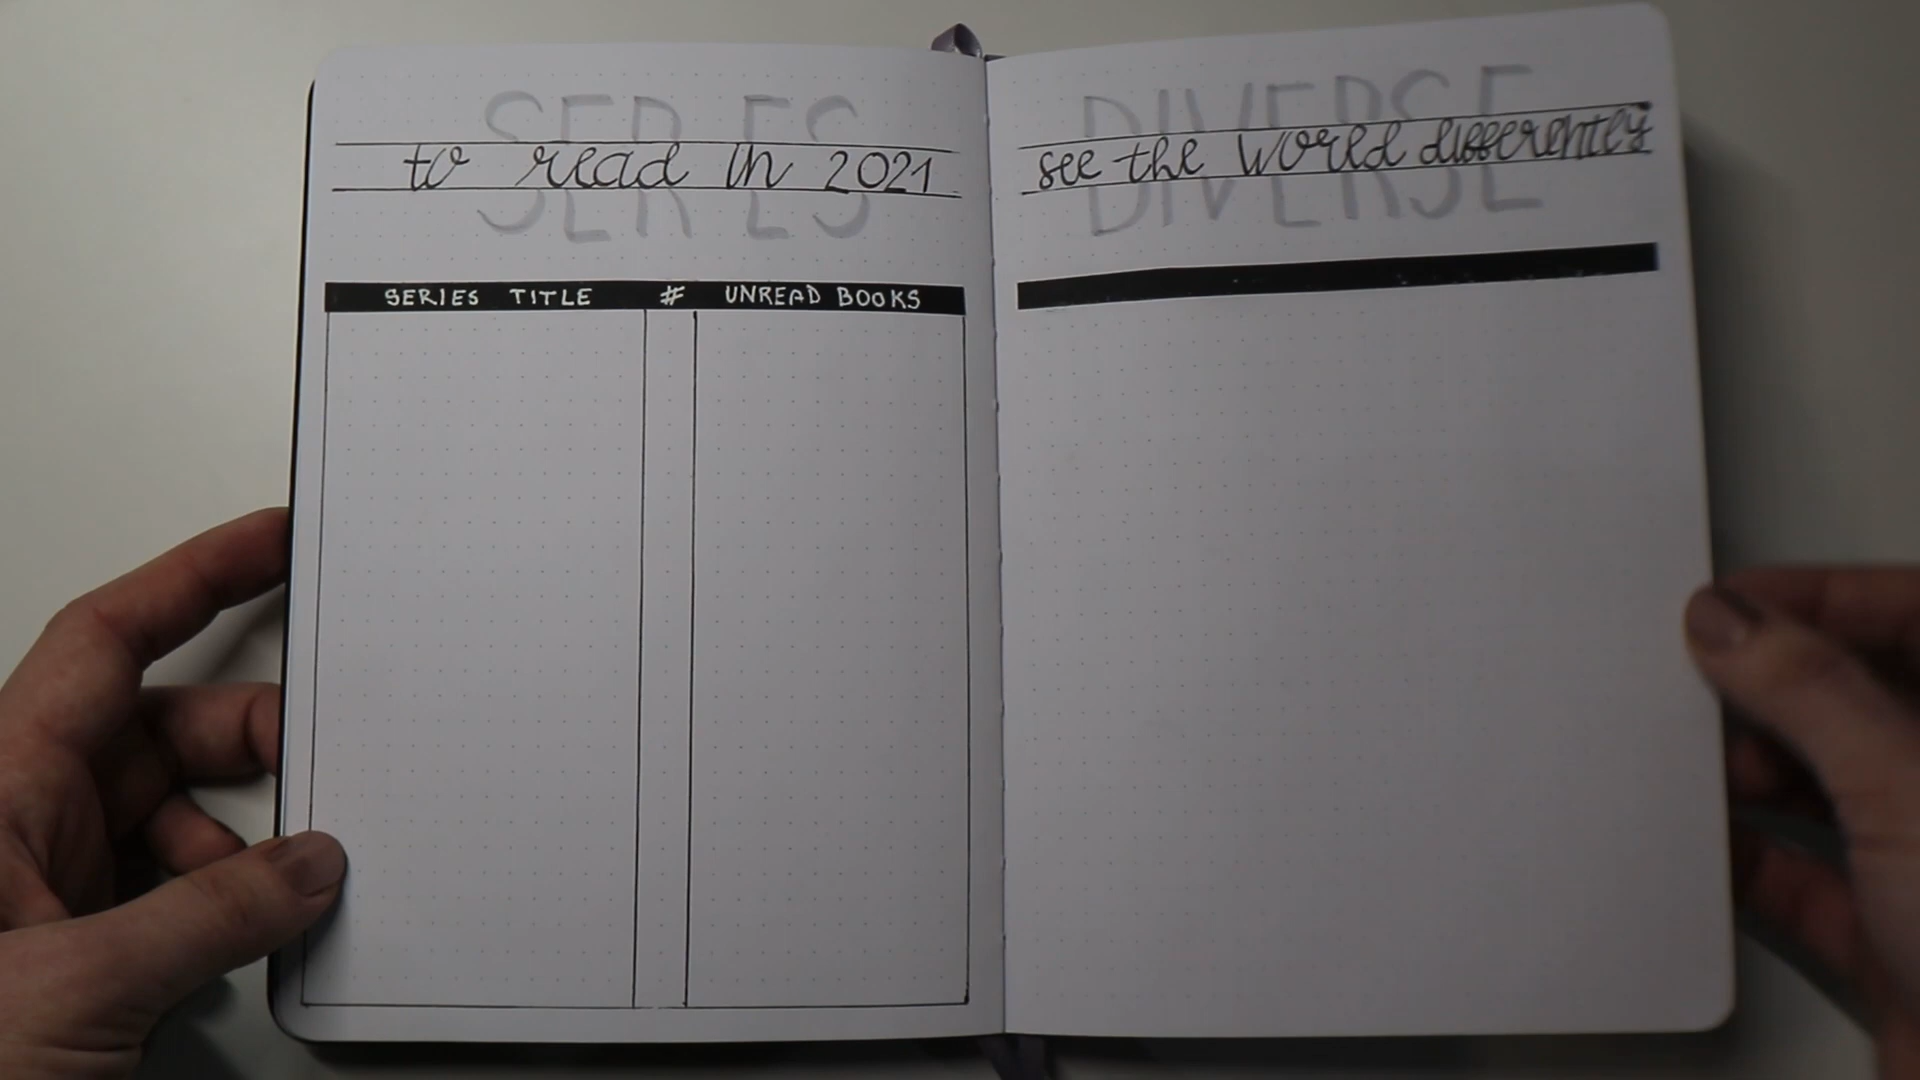 SERIES
to read in 2021
SERIES TITLE # UNREAD BOOKS
DIVERSE
see the world differently